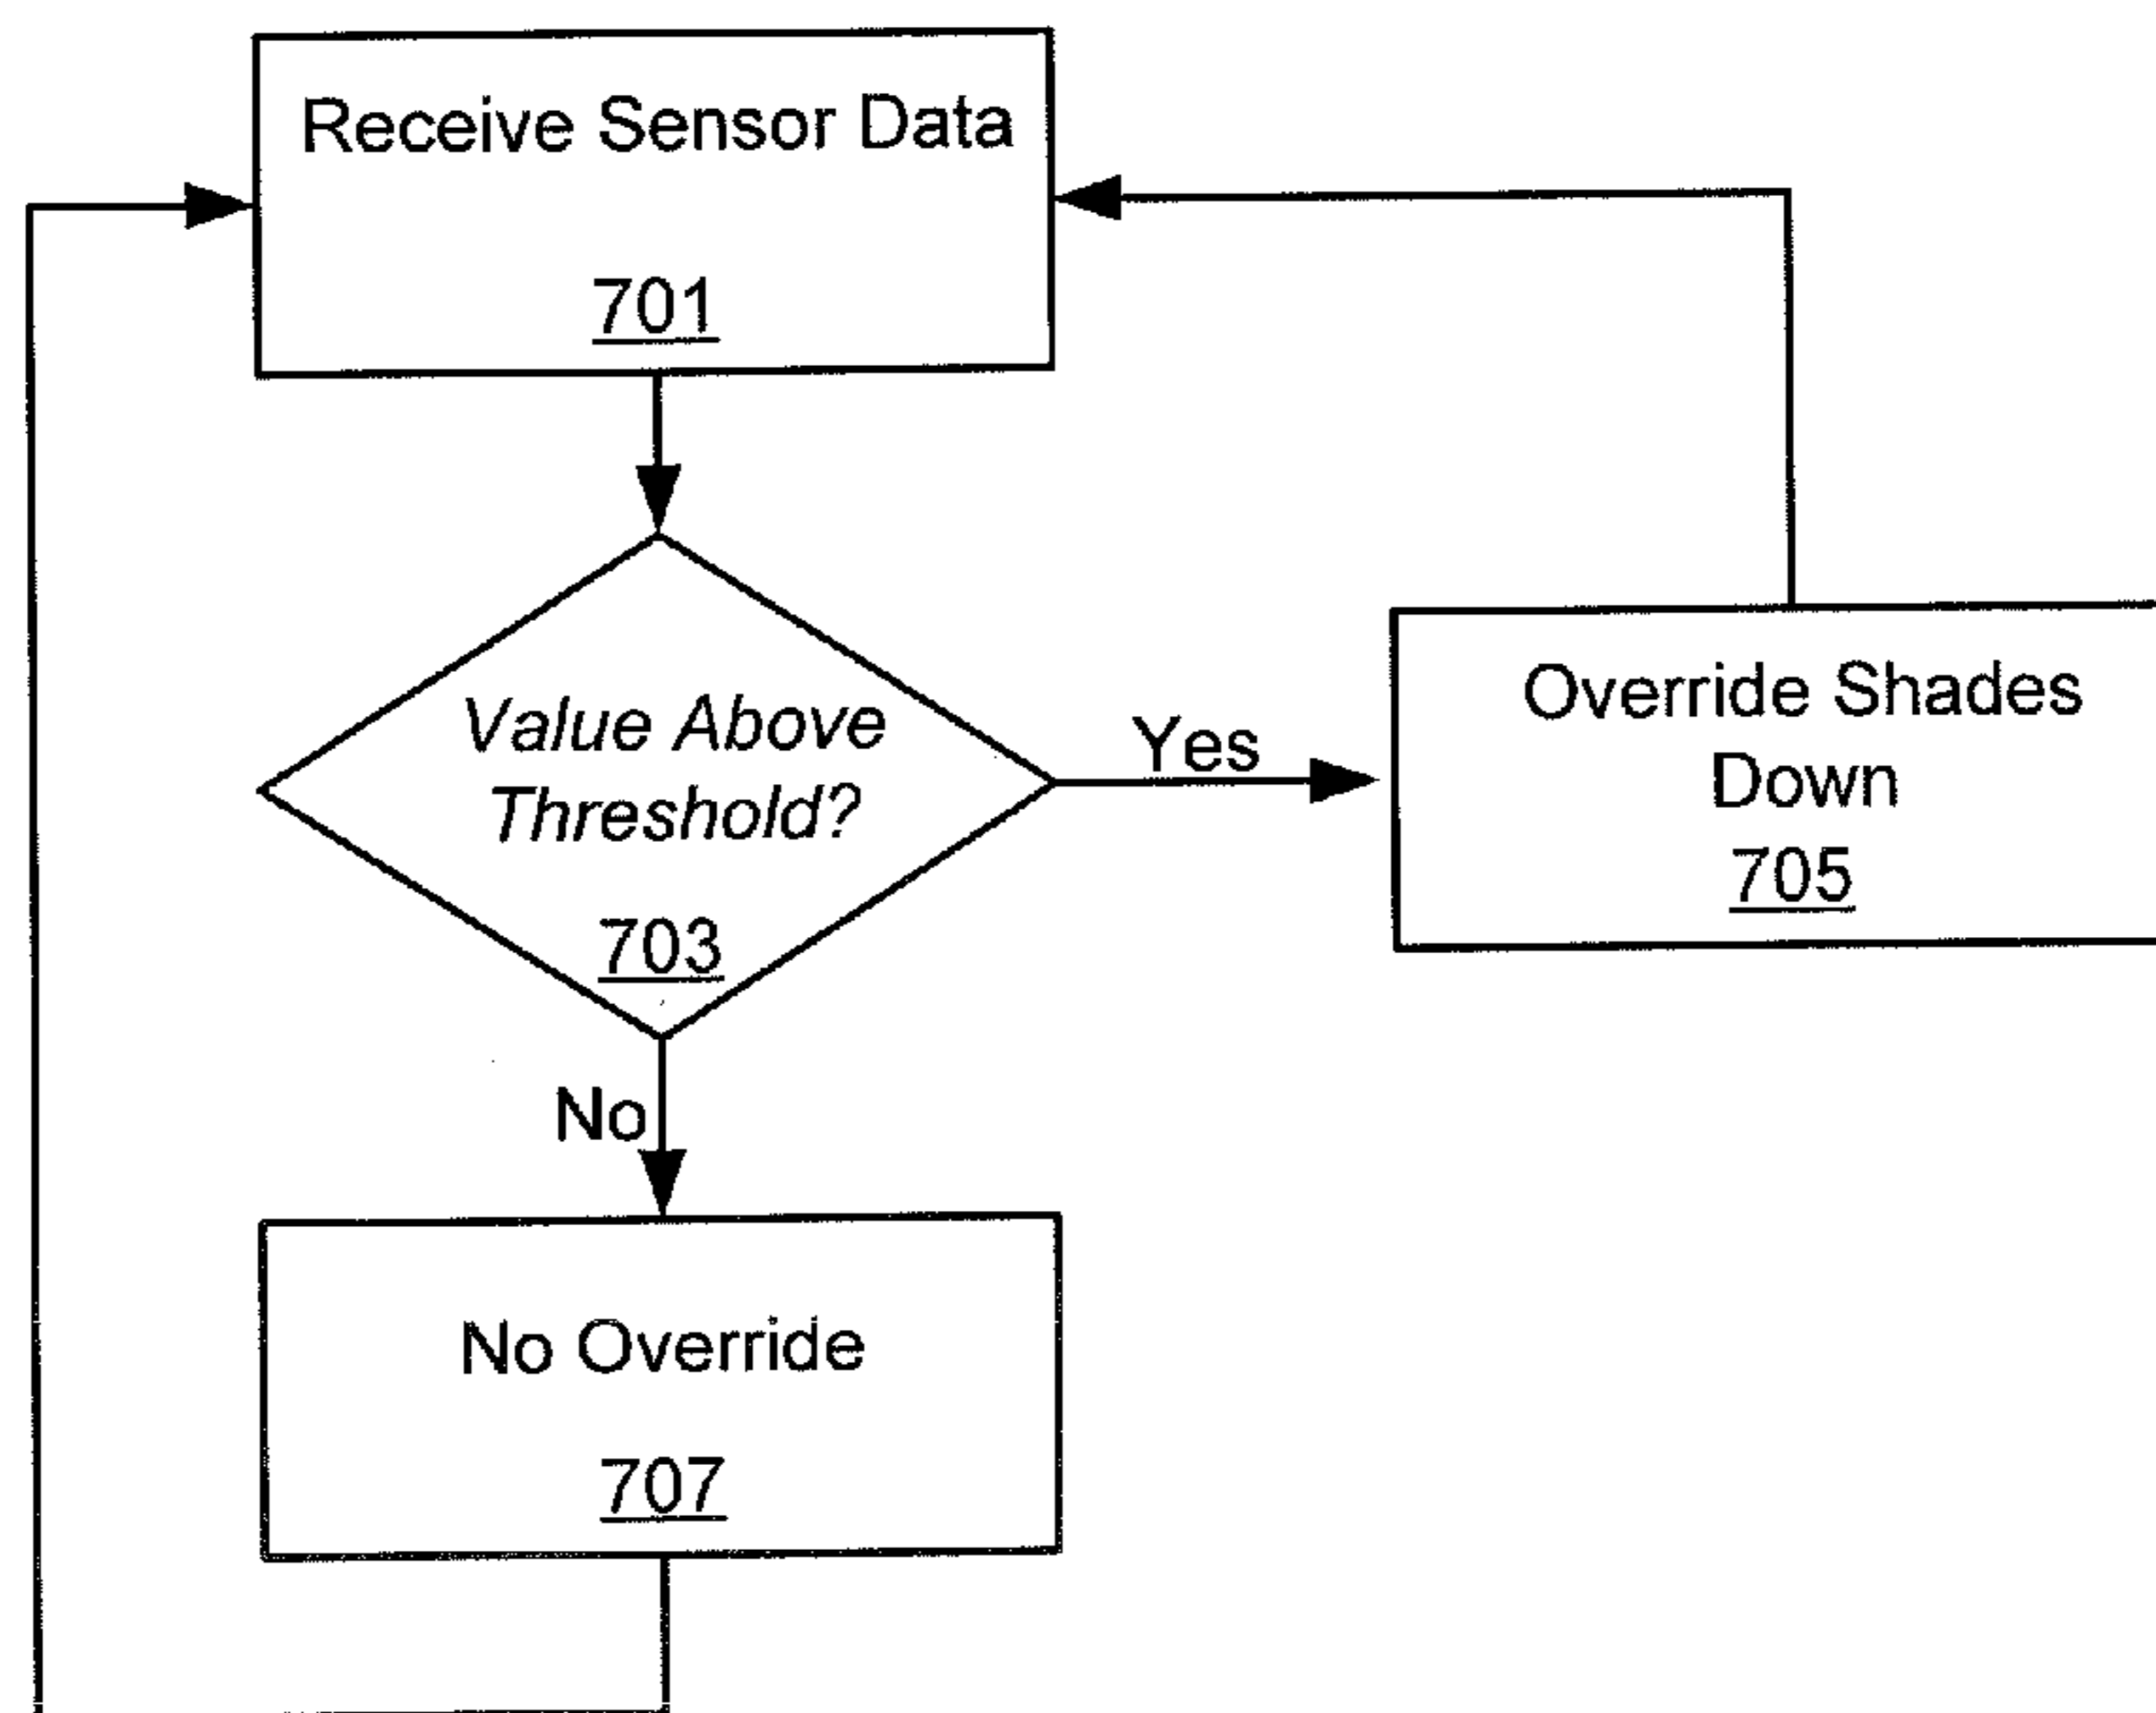 Receive Sensor Data
701
Value Above
Threshold?
703
Yes
Override Shades
Down
705
No
No Override
707